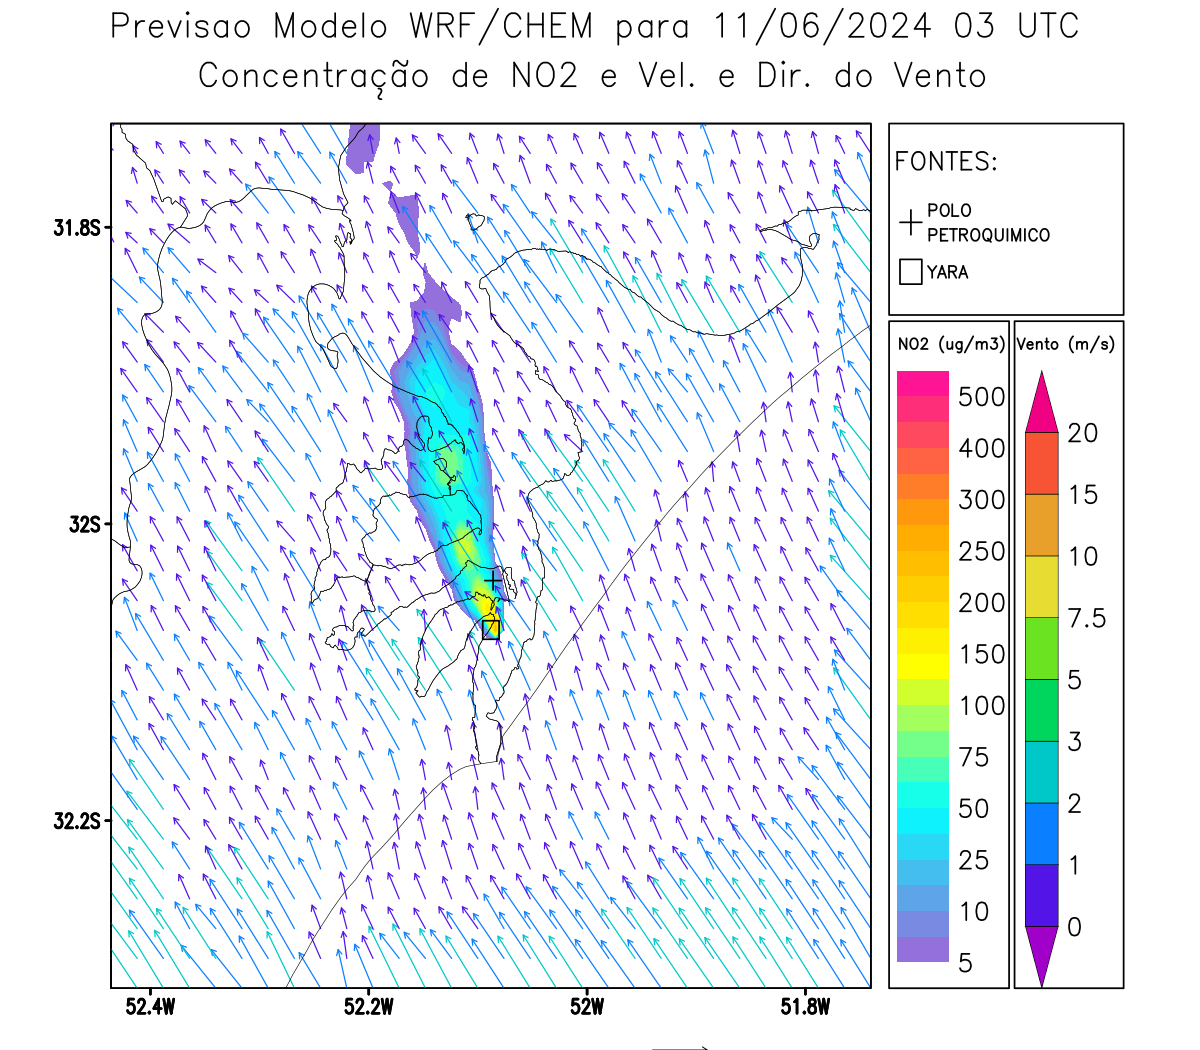 Previsao Modelo WRF/CHEM para 11/06/2024 03 UTC
Concentração de NO2 e Vel. e Dir. do Vento
FONTES:
POLO
PETROQUIMICO
YARA
NO2 (ug/m3)
500
400
300
250
200
150
100
75
50
25
10
5
Vento (m/s)
20
15
10
7.5
5
3
2
1
0
31.8S
32S
32.2S
52.4W
52.2W
52W
51.8W